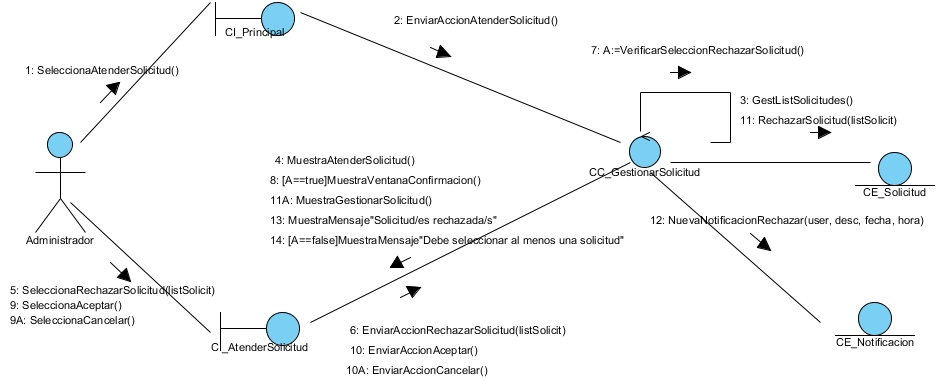 CI_Principal
2: EnviarAccionAtenderSolicitud()
7: A:=VerificarSeleccionRechazarSolicitud()
1: SeleccionaAtenderSolicitud()
3: GestListSolicitudes()
11: RechazarSolicitud(listSolicit)
4: MuestraAtenderSolicitud()
8: [A==true]MuestraVentanaConfirmacion()
11A: MuestraGestionarSolicitud()
13: MuestraMensaje"Solicitud/es rechazada/s"
14: [A==false]MuestraMensaje"Debe seleccionar al menos una solicitud"
CC_GestionarSolicitud
CE_Solicitud
12: NuevaNotificacionRechazar(user, desc, fecha, hora)
Administrador
5: SeleccionaRechazarSolicitud(listSolicit)
9: SeleccionaAceptar()
9A: SeleccionaCancelar()
CI_AtenderSolicitud
6: EnviarAccionRechazarSolicitud(listSolicit)
10: EnviarAccionAceptar()
10A: EnviarAccionCancelar()
CE_Notificacion